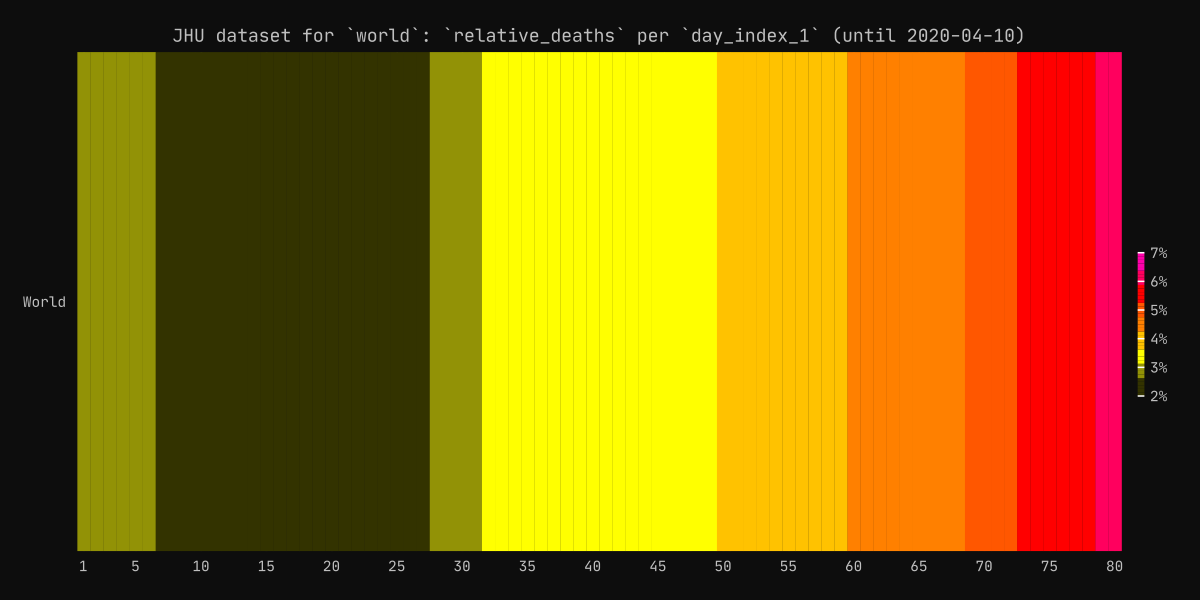 JHU dataset for `world`: `relative_deaths` per `day_index_1` (until 2020-04-10)
World
7%
6%
5%
4%
3%
2%
1 5 10 15 20 25 30 35 40 45 50 55 60 65 70 75 80